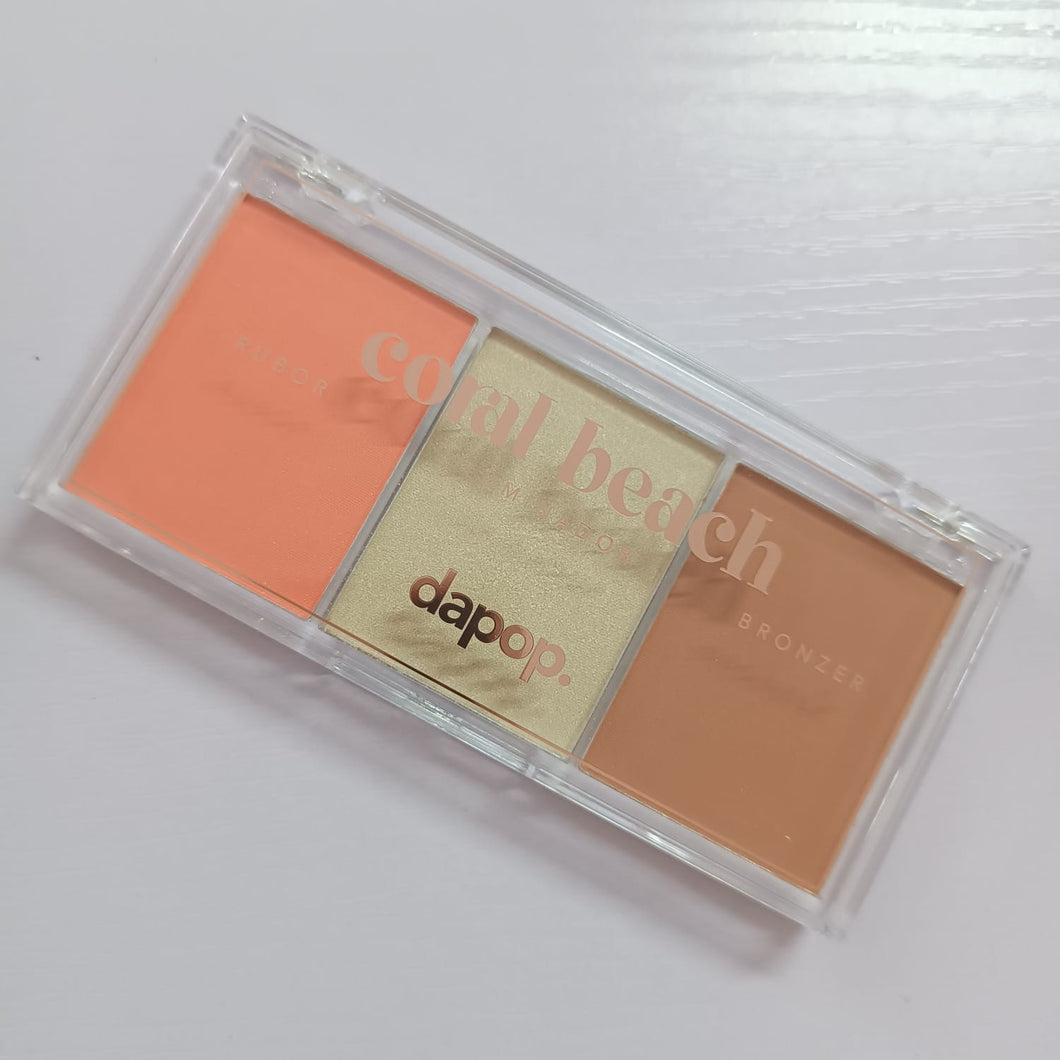 coral beach
RUBOR
BRONZER
dapop.